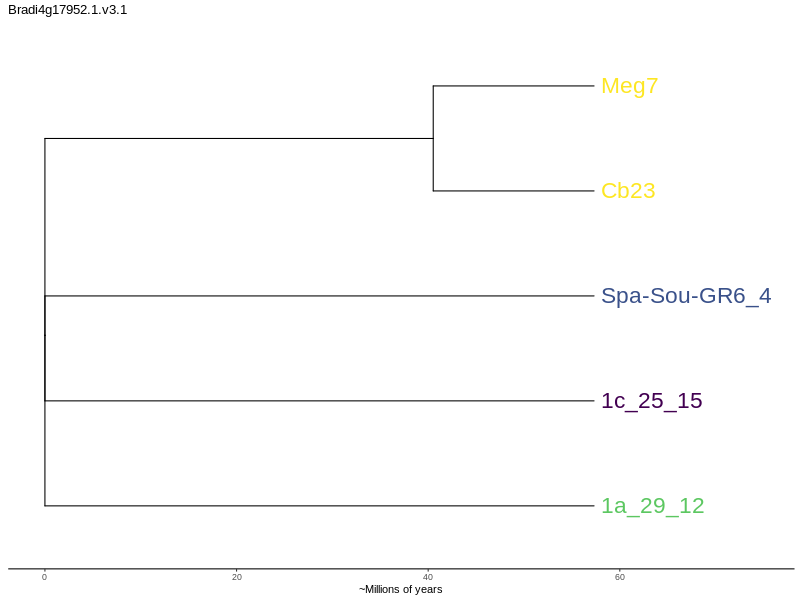 Bradi4g17952.1.v3.1
Meg7
Cb23
Spa-Sou-GR6_4
1c_25_15
1a_29_12
0 20 40 60
~Millions of years